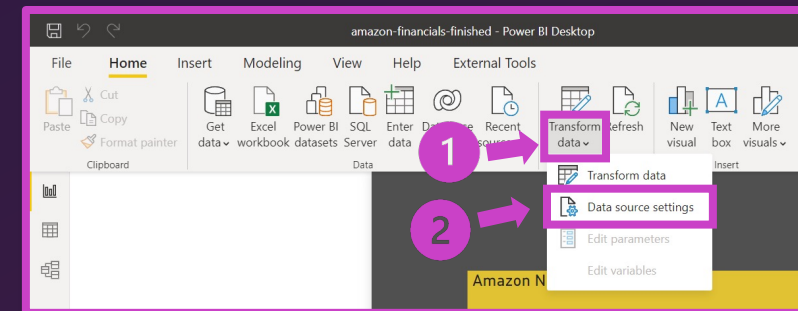 amazon-financials-finished - Power BI Desktop
File Home Insert Modeling View Help External Tools
Cut
Copy
Format painter
Paste
Clipboard
Get data
Excel workbook
Power BI datasets
SQL Server
Enter data
Recent
Data
Transform data
Refresh
New visual
Text box
More visuals
Insert
1
Transform data
2
Data source settings
Edit parameters
Edit variables
Amazon N